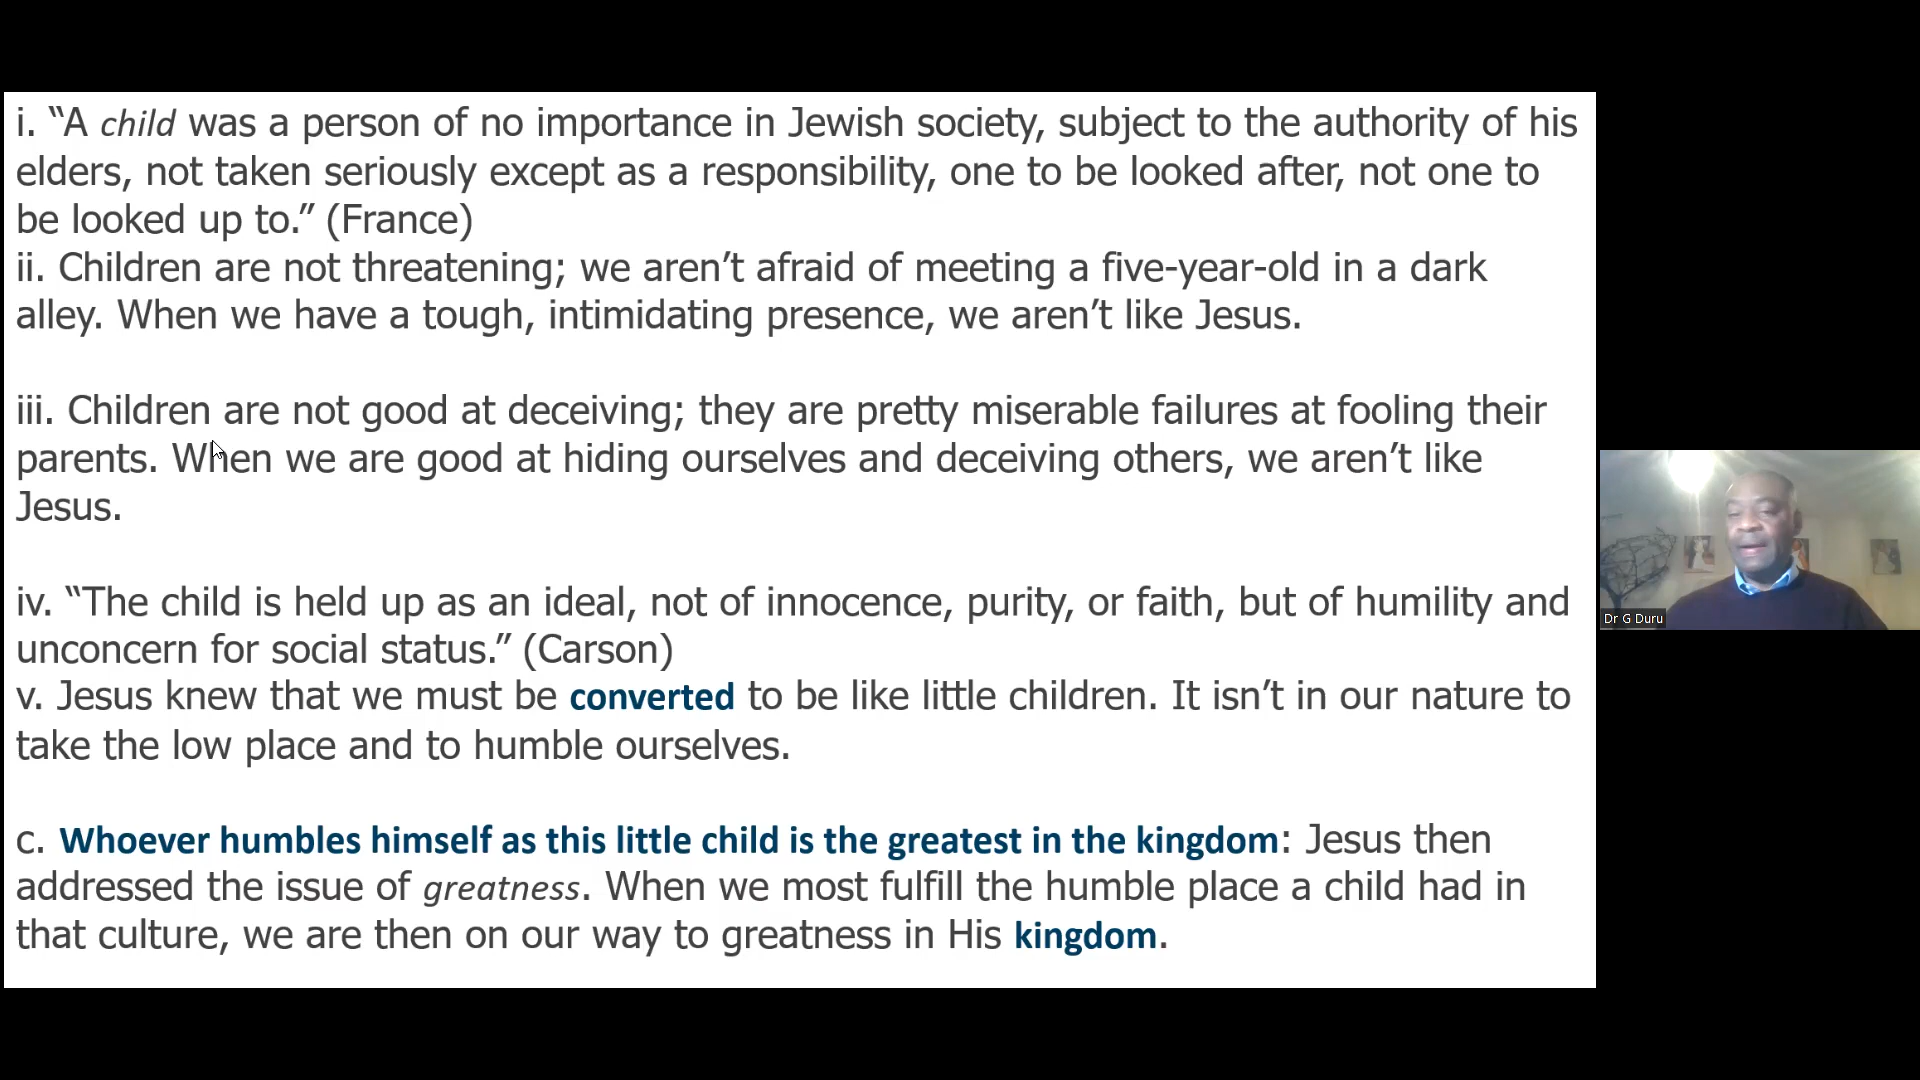 i. “A child was a person of no importance in Jewish society, subject to the authority of his
elders, not taken seriously except as a responsibility, one to be looked after, not one to
be looked up to.” (France)
ii. Children are not threatening; we aren’t afraid of meeting a five-year-old in a dark
alley. When we have a tough, intimidating presence, we aren’t like Jesus.
iii. Children are not good at deceiving; they are pretty miserable failures at fooling their
parents. When we are good at hiding ourselves and deceiving others, we aren’t like
Jesus.
iv. “The child is held up as an ideal, not of innocence, purity, or faith, but of humility and
unconcern for social status.” (Carson)
v. Jesus knew that we must be converted to be like little children. It isn’t in our nature to
take the low place and to humble ourselves.
c. Whoever humbles himself as this little child is the greatest in the kingdom: Jesus then
addressed the issue of greatness. When we most fulfill the humble place a child had in
that culture, we are then on our way to greatness in His kingdom.
Dr G Duru